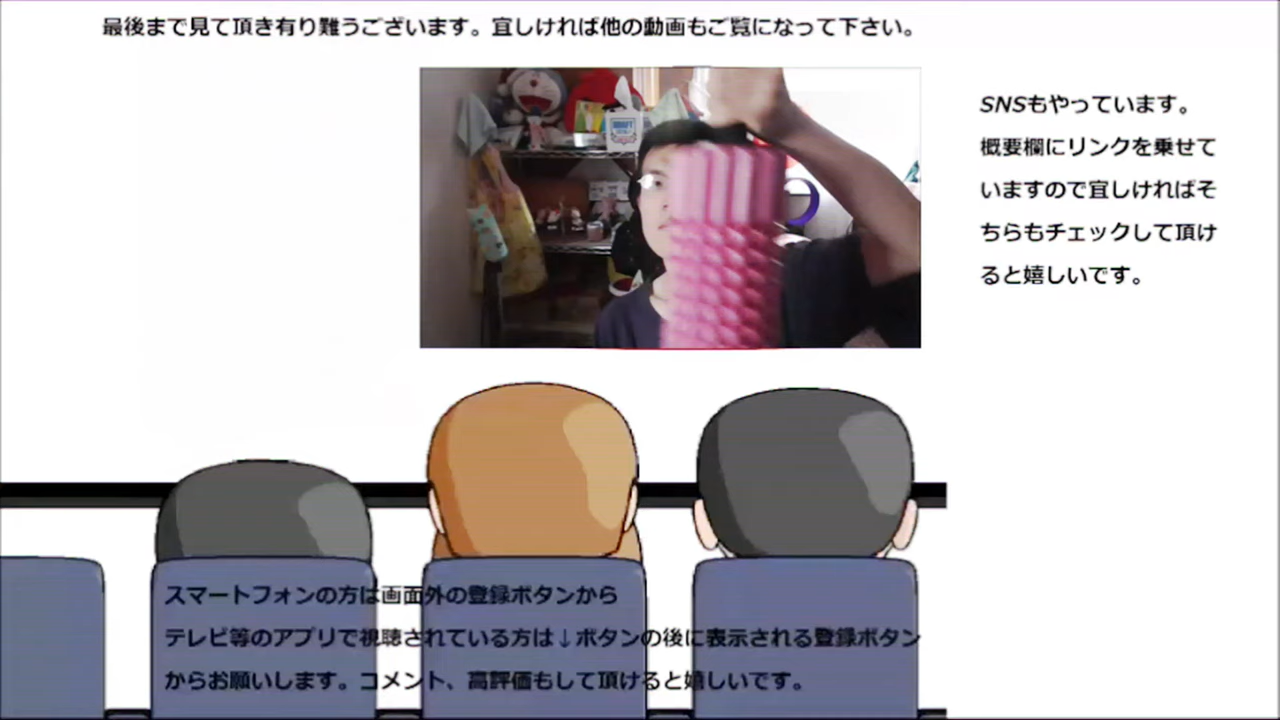 最後まで見て頂き有り難うございます。宜しければ他の動画もご覧になって下さい。
SNSもやっています。
概要欄にリンクを乗せて
いますので宜しければそ
ちらもチェックして頂け
ると嬉しいです。
スマートフォンの方は画面外の登録ボタンから
テレビ等のアプリで視聴されている方は↓ボタンの後に表示される登録ボタン
からお願いします。コメント、高評価もして頂けると嬉しいです。